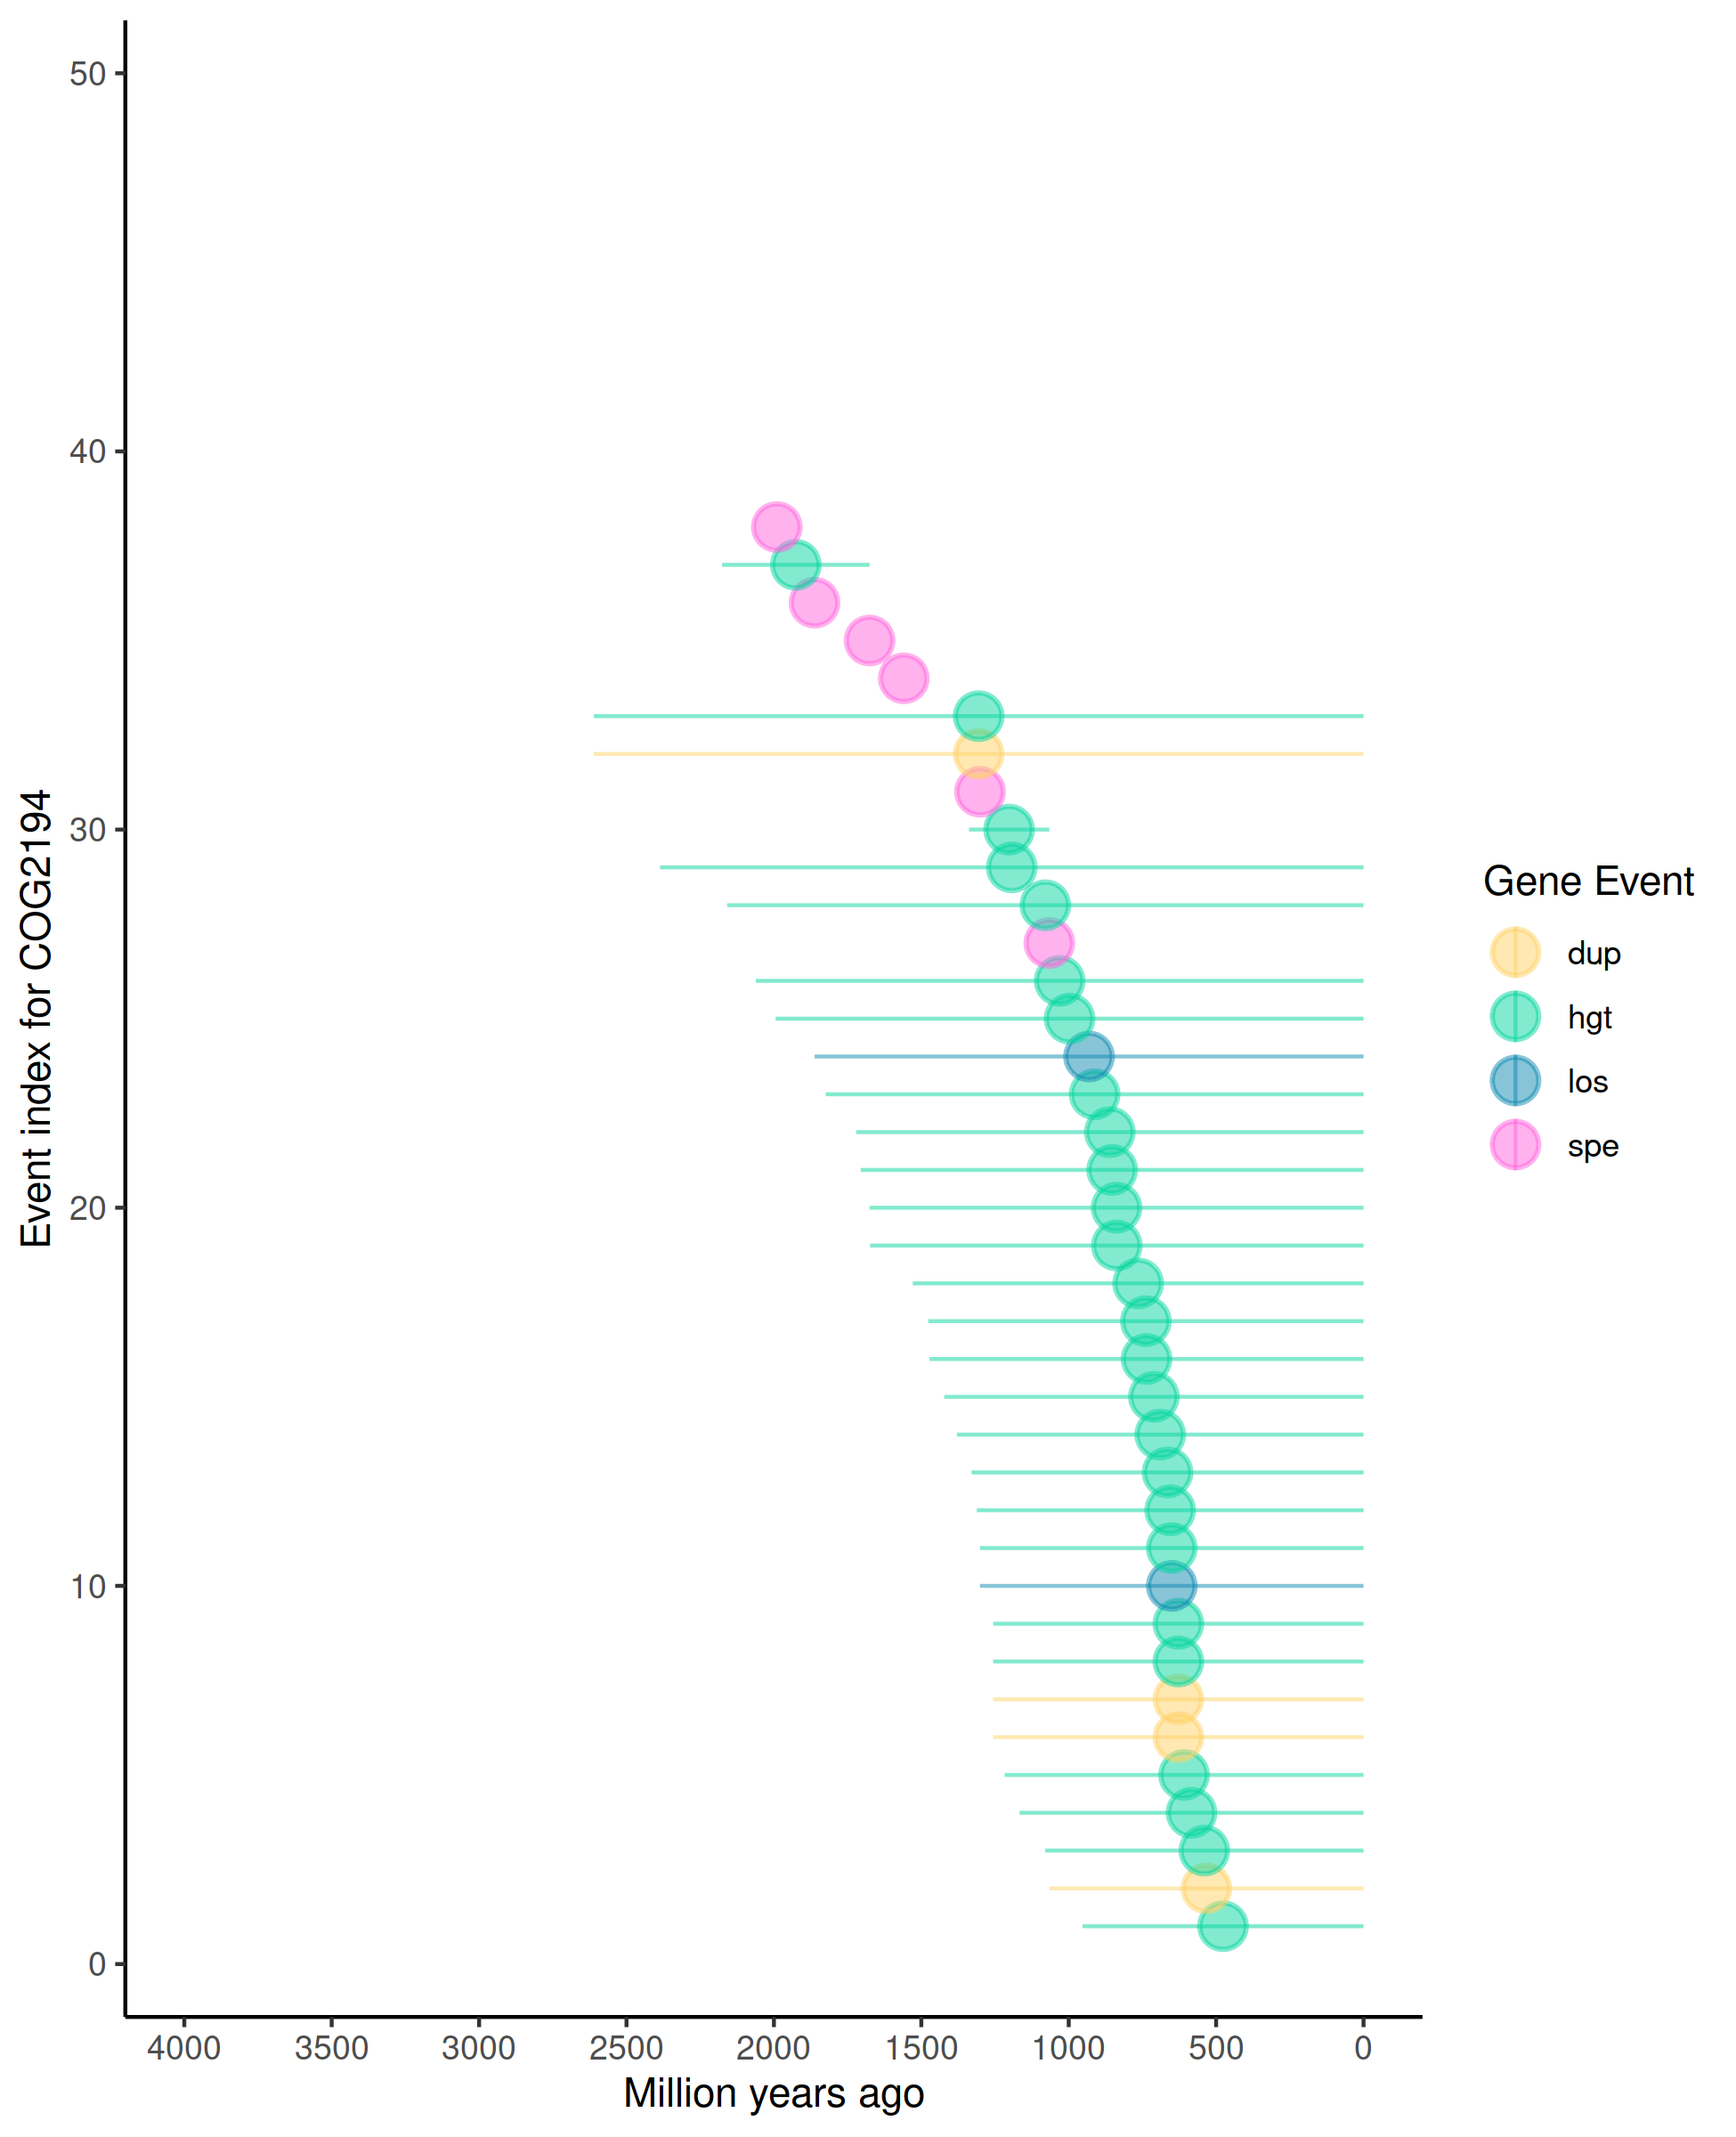 50
40
30
20
10
0
Event index for COG2194
4000 3500 3000 2500 2000 1500 1000 500 0
Million years ago
Gene Event
dup
hgt
los
spe